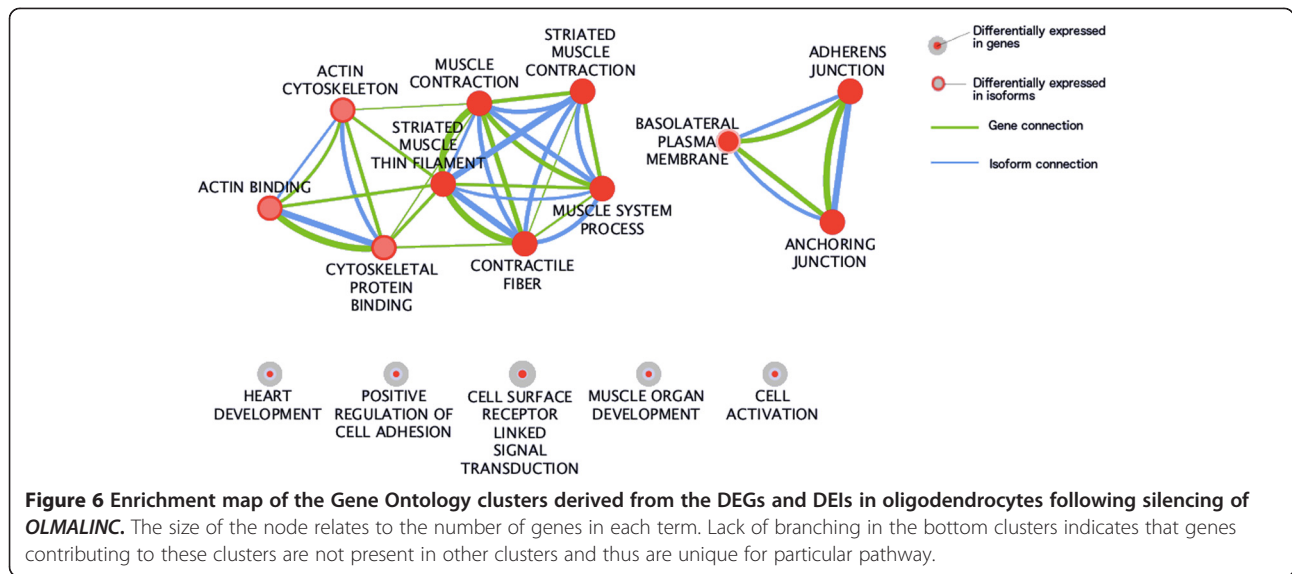 STRIATED
MUSCLE
CONTRACTION
MUSCLE
CONTRACTION
ACTIN
CYTOSKELETON
STRIATED
MUSCLE
THIN FILAMENT
ACTIN BINDING
MUSCLE SYSTEM
PROCESS
CONTRACTILE
FIBER
CYTOSKELETAL
PROTEIN
BINDING
ADHERENS
JUNCTION
BASOLATERAL
PLASMA
MEMBRANE
ANCHORING
JUNCTION
Differentially expressed
in genes
Differentially expressed
in isoforms
Gene connection
Isoform connection
HEART
DEVELOPMENT
POSITIVE
REGULATION OF
CELL ADHESION
CELL SURFACE
RECEPTOR
LINKED
SIGNAL
TRANSDUCTION
MUSCLE ORGAN
DEVELOPMENT
CELL
ACTIVATION
Figure 6 Enrichment map of the Gene Ontology clusters derived from the DEGs and DEIs in oligodendrocytes following silencing of
OLMALINC. The size of the node relates to the number of genes in each term. Lack of branching in the bottom clusters indicates that genes
contributing to these clusters are not present in other clusters and thus are unique for particular pathway.